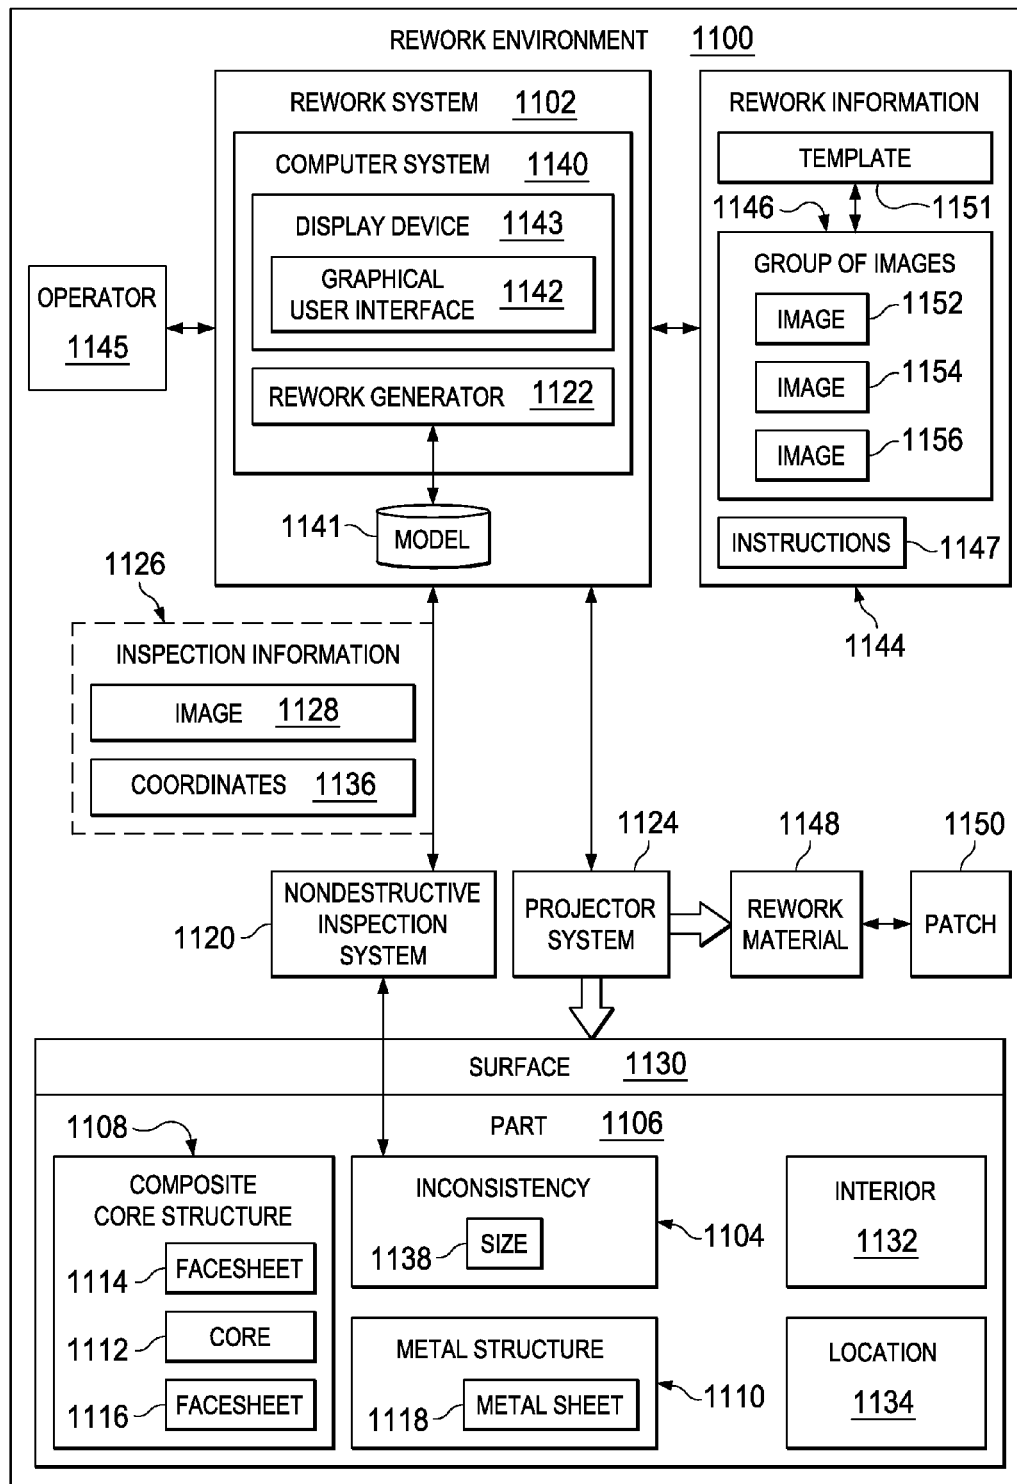 REWORK ENVIRONMENT 1100
REWORK SYSTEM 1102
COMPUTER SYSTEM 1140
DISPLAY DEVICE 1143
GRAPHICAL
USER INTERFACE 1142
REWORK GENERATOR 1122
1141 MODEL
OPERATOR
1145
REWORK INFORMATION
TEMPLATE
1146 1151
GROUP OF IMAGES
IMAGE 1152
IMAGE 1154
IMAGE 1156
INSTRUCTIONS 1147
1144
1126
INSPECTION INFORMATION
IMAGE 1128
COORDINATES 1136
1120
NONDESTRUCTIVE
INSPECTION
SYSTEM
1124
PROJECTOR
SYSTEM
1148
REWORK
MATERIAL
1150
PATCH
SURFACE 1130
PART 1106
1108
COMPOSITE
CORE STRUCTURE
1114 FACESHEET
1112 CORE
1116 FACESHEET
INCONSISTENCY
1138 SIZE
1104
METAL STRUCTURE
1118 METAL SHEET
1110
INTERIOR
1132
LOCATION
1134